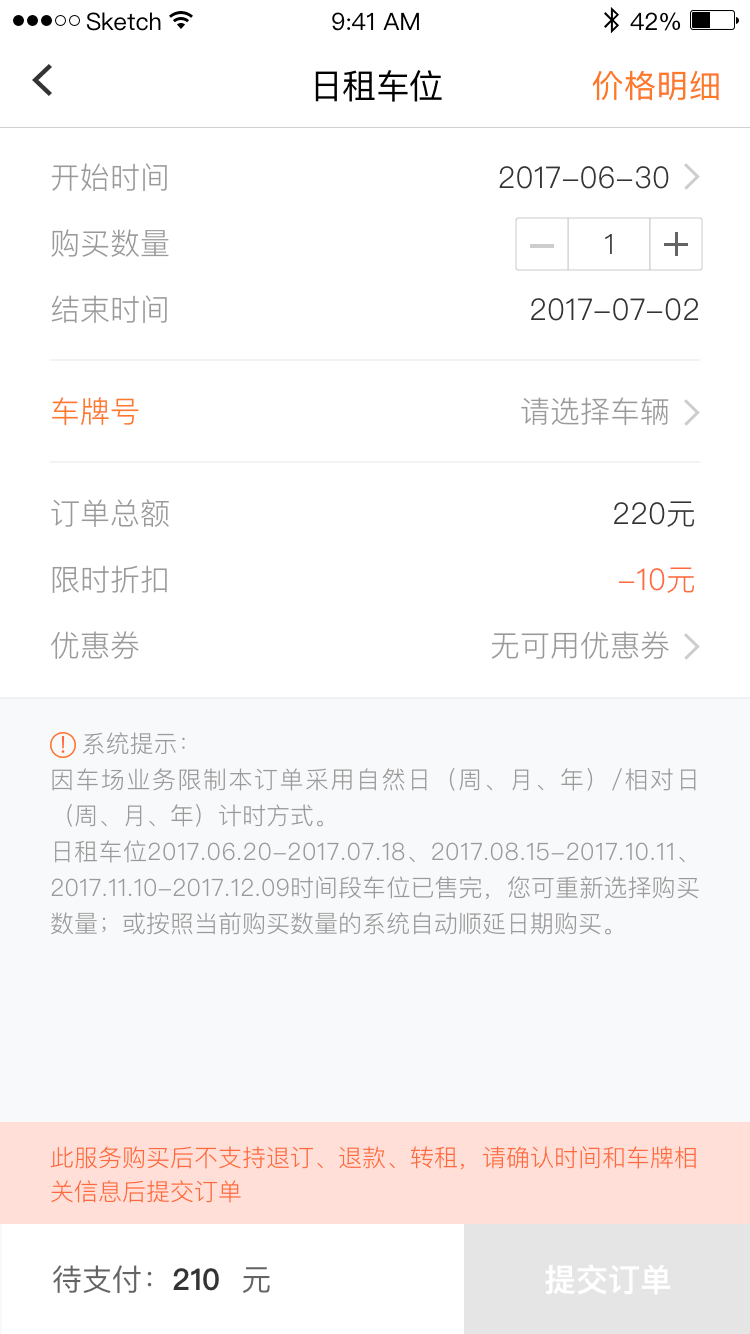 Sketch 9:41 AM 42%
日租车位 价格明细
开始时间 2017–06–30
购买数量 1
结束时间 2017–07–02
车牌号 请选择车辆
订单总额 220元
限时折扣 –10元
优惠券 无可用优惠券
系统提示：
因车场业务限制本订单采用自然日（周、月、年）/相对日
（周、月、年）计时方式。
日租车位2017.06.20–2017.07.18、2017.08.15–2017.10.11、
2017.11.10–2017.12.09时间段车位已售完，您可重新选择购买
数量；或按照当前购买数量的系统自动顺延日期购买。
此服务购买后不支持退订、退款、转租，请确认时间和车牌相
关信息后提交订单
待支付：210 元 提交订单